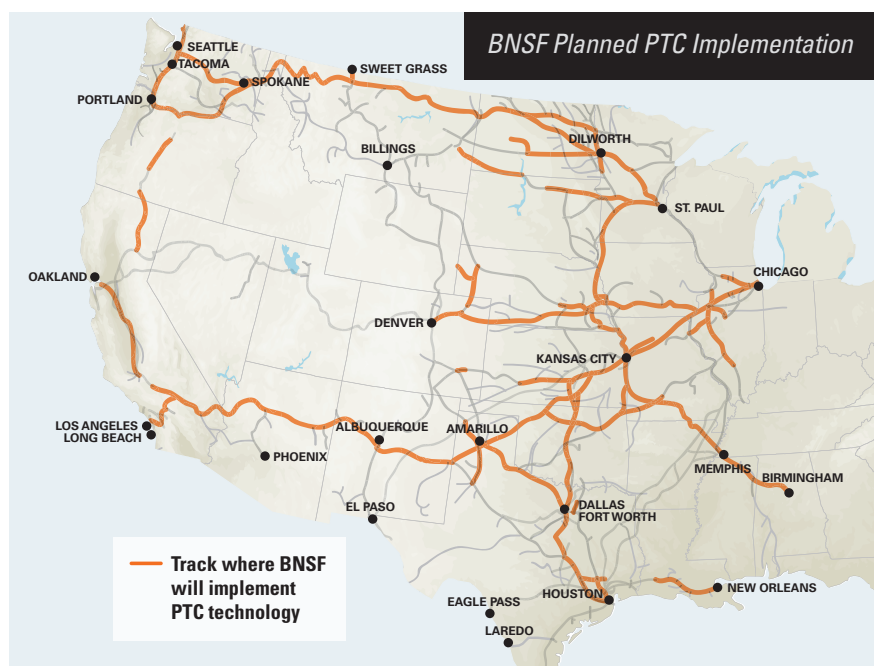 BNSF Planned PTC Implementation
SEATTLE
TACOMA
SPOKANE
SWEET GRASS
PORTLAND
BILLINGS
DILWORTH
ST. PAUL
OAKLAND
CHICAGO
DENVER
KANSAS CITY
LOS ANGELES
LONG BEACH
ALBUQUERQUE
AMARILLO
PHOENIX
MEMPHIS
BIRMINGHAM
EL PASO
DALLAS
FORT WORTH
Track where BNSF
will implement
PTC technology
HOUSTON
NEW ORLEANS
EAGLE PASS
LAREDO